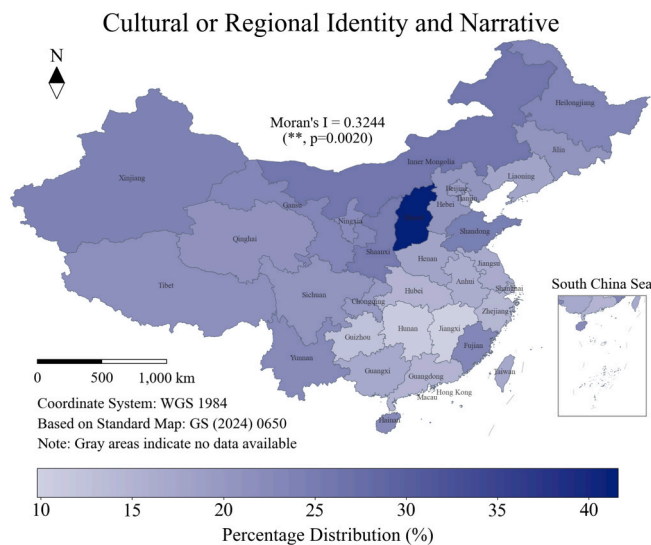 Cultural or Regional Identity and Narrative
N
Moran's I = 0.3244
(**, p=0.0020)
Heilongjiang
Jilin
Inner Mongolia
Liaoning
Xinjiang
Beijing
Tianjin
Gansu
Hebei
Ningxia
Shandong
Qinghai
Shaanxi
Henan
Jiangsu
Tibet
Anhui
South China Sea
Sichuan
Hubei
Shanghai
Chongqing
Zhejiang
Hunan
Jiangxi
Guizhou
Fujian
Yunnan
Taiwan
Guangxi
Guangdong
Hong Kong
Macau
Hainan
0 500 1,000 km
Coordinate System: WGS 1984
Based on Standard Map: GS (2024) 0650
Note: Gray areas indicate no data available
10 15 20 25 30 35 40
Percentage Distribution (%)